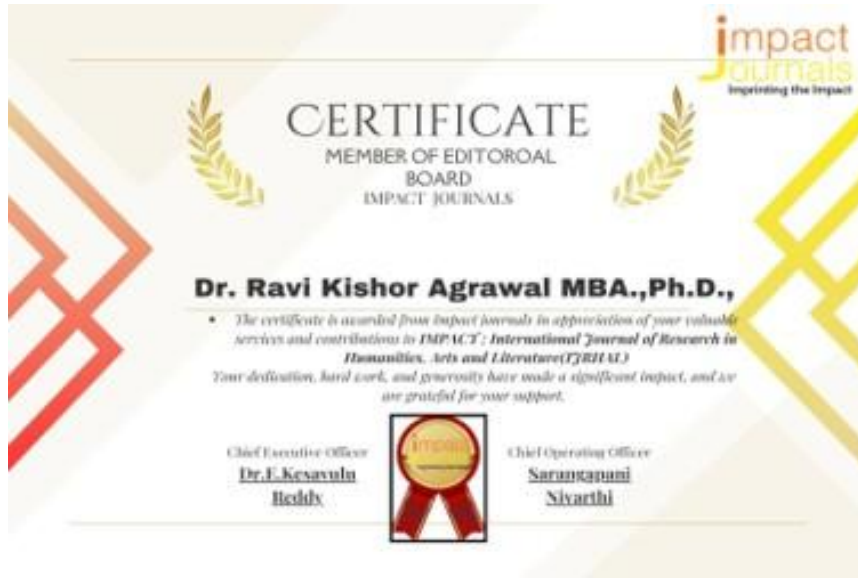 impact
Journals
Imprinting the Impact
CERTIFICATE
MEMBER OF EDITOROAL
BOARD
IMPACT JOURNALS
Dr. Ravi Kishor Agrawal MBA.,Ph.D.,
• The certificate is awarded from Impact journals in appreciation of your valuable
services and contributions to IMPACT : International Journal of Research in
Humanities, Arts and Literature(IJRHAL)
Your dedication, hard work, and generosity have made a significant impact, and we
are grateful for your support.
Chief Executive Officer
Dr.E.Kesavulu
Reddy
impact
Chief Operating Officer
Sarangapani
Nivarthi